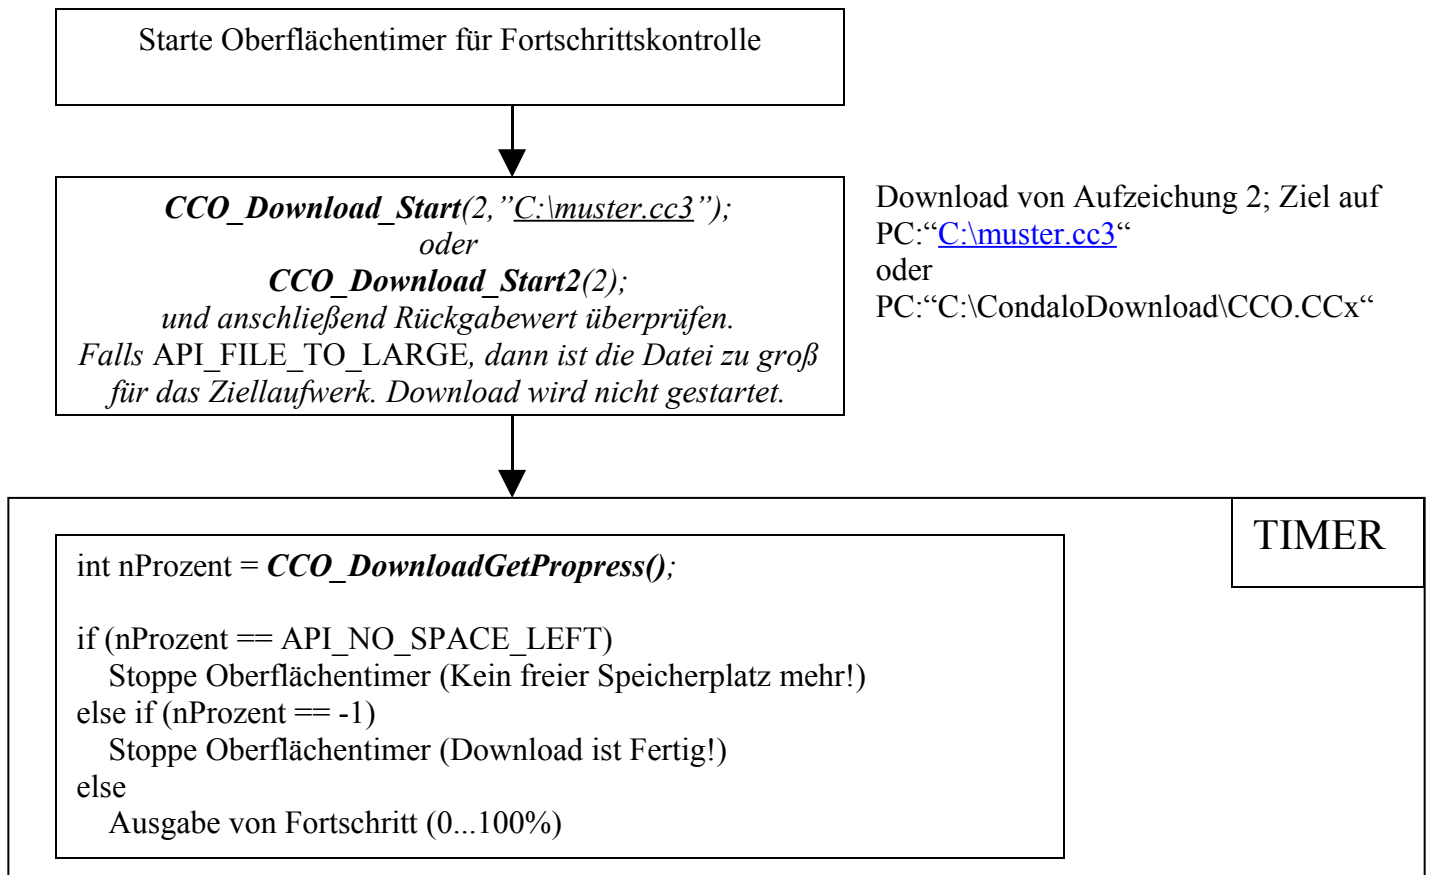 Starte Oberflächentimer für Fortschrittskontrolle
CCO_Download_Start(2,”C:\muster.cc3”);
oder
CCO_Download_Start2(2);
und anschließend Rückgabewert überprüfen.
Falls API_FILE_TO_LARGE, dann ist die Datei zu groß
für das Ziellaufwerk. Download wird nicht gestartet.
Download von Aufzeichung 2; Ziel auf
PC:“C:\muster.cc3“
oder
PC:“C:\CondaloDownload\CCO.CCx“
TIMER
int nProzent = CCO_DownloadGetPropress();
if (nProzent == API_NO_SPACE_LEFT)
Stoppe Oberflächentimer (Kein freier Speicherplatz mehr!)
else if (nProzent == -1)
Stoppe Oberflächentimer (Download ist Fertig!)
else
Ausgabe von Fortschritt (0...100%)